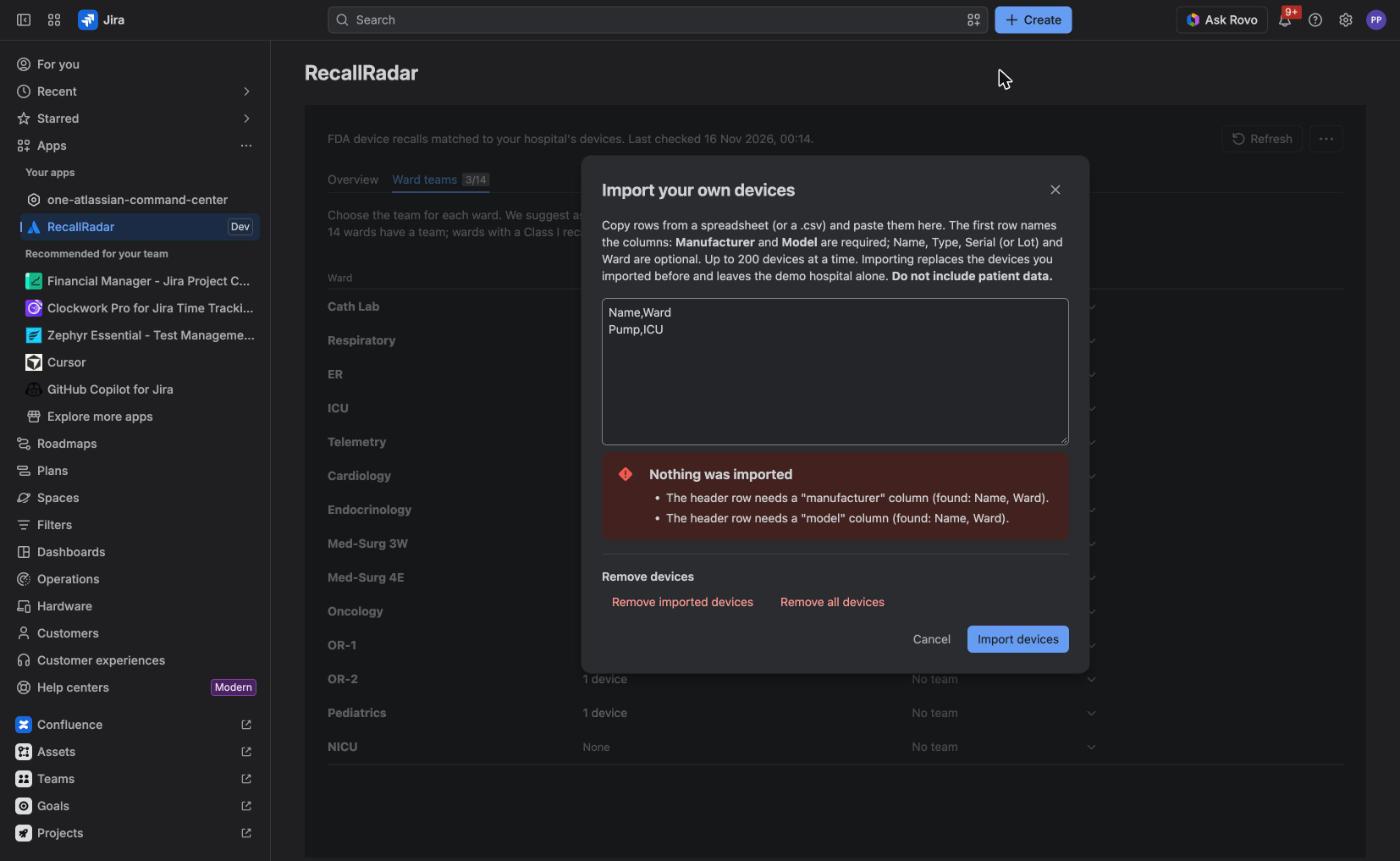 Jira
Search
Create
Ask Rovo
9+
PP
For you
Recent
Starred
Apps
Your apps
one-atlassian-command-center
RecallRadar
Dev
Recommended for your team
Financial Manager - Jira Project C...
Clockwork Pro for Jira Time Tracki...
Zephyr Essential - Test Manageme...
Cursor
GitHub Copilot for Jira
Explore more apps
Roadmaps
Plans
Spaces
Filters
Dashboards
Operations
Hardware
Customers
Customer experiences
Help centers
Modern
Confluence
Assets
Teams
Goals
Projects
RecallRadar
FDA device recalls matched to your hospital's devices. Last checked 16 Nov 2026, 00:14.
Refresh
Overview
Ward teams 3/14
Choose the team for each ward. We suggest
14 wards have a team; wards with a Class I
Ward
Cath Lab
Respiratory
ER
ICU
Telemetry
Cardiology
Endocrinology
Med-Surg 3W
Med-Surg 4E
Oncology
OR-1
OR-2 1 device No team
Pediatrics 1 device No team
NICU None No team
Import your own devices
Copy rows from a spreadsheet (or a .csv) and paste them here. The first row names
the columns: Manufacturer and Model are required; Name, Type, Serial (or Lot) and
Ward are optional. Up to 200 devices at a time. Importing replaces the devices you
imported before and leaves the demo hospital alone. Do not include patient data.
Name,Ward
Pump,ICU
Nothing was imported
• The header row needs a "manufacturer" column (found: Name, Ward).
• The header row needs a "model" column (found: Name, Ward).
Remove devices
Remove imported devices
Remove all devices
Cancel
Import devices